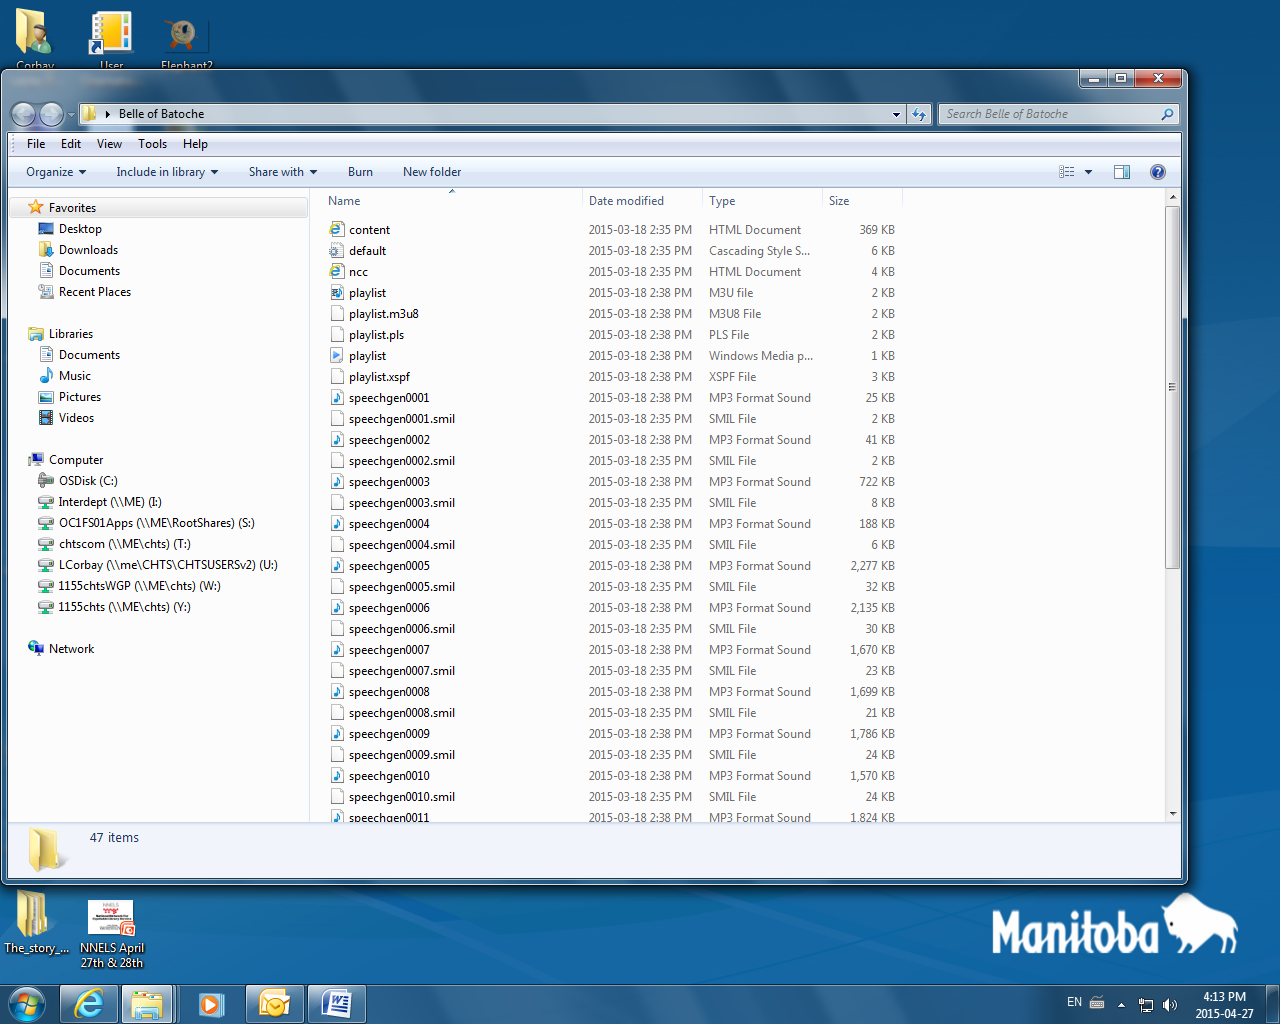 Corbay
User
Elephant2
Belle of Batoche
Search Belle of Batoche
File Edit View Tools Help
Organize Include in library Share with Burn New folder
Name Date modified Type Size
Favorites
Desktop
Downloads
Documents
Recent Places
Libraries
Documents
Music
Pictures
Videos
Computer
OSDisk (C:)
Interdept (\\ME) (I:)
OC1FS01Apps (\\ME\RootShares) (S:)
chtscom (\\ME\chts) (T:)
LCorbay (\\me\CHTS\CHTSUSERSv2) (U:)
1155chtsWGP (\\ME\chts) (W:)
1155chts (\\ME\chts) (Y:)
Network
content 2015-03-18 2:35 PM HTML Document 369 KB
default 2015-03-18 2:35 PM Cascading Style S... 6 KB
ncc 2015-03-18 2:35 PM HTML Document 4 KB
playlist 2015-03-18 2:38 PM M3U file 2 KB
playlist.m3u8 2015-03-18 2:38 PM M3U8 File 2 KB
playlist.pls 2015-03-18 2:38 PM PLS File 2 KB
playlist 2015-03-18 2:38 PM Windows Media p... 1 KB
playlist.xspf 2015-03-18 2:38 PM XSPF File 3 KB
speechgen0001 2015-03-18 2:38 PM MP3 Format Sound 25 KB
speechgen0001.smil 2015-03-18 2:35 PM SMIL File 2 KB
speechgen0002 2015-03-18 2:38 PM MP3 Format Sound 41 KB
speechgen0002.smil 2015-03-18 2:35 PM SMIL File 2 KB
speechgen0003 2015-03-18 2:38 PM MP3 Format Sound 722 KB
speechgen0003.smil 2015-03-18 2:35 PM SMIL File 8 KB
speechgen0004 2015-03-18 2:38 PM MP3 Format Sound 188 KB
speechgen0004.smil 2015-03-18 2:35 PM SMIL File 6 KB
speechgen0005 2015-03-18 2:38 PM MP3 Format Sound 2,277 KB
speechgen0005.smil 2015-03-18 2:35 PM SMIL File 32 KB
speechgen0006 2015-03-18 2:38 PM MP3 Format Sound 2,135 KB
speechgen0006.smil 2015-03-18 2:35 PM SMIL File 30 KB
speechgen0007 2015-03-18 2:38 PM MP3 Format Sound 1,670 KB
speechgen0007.smil 2015-03-18 2:35 PM SMIL File 23 KB
speechgen0008 2015-03-18 2:38 PM MP3 Format Sound 1,699 KB
speechgen0008.smil 2015-03-18 2:35 PM SMIL File 21 KB
speechgen0009 2015-03-18 2:38 PM MP3 Format Sound 1,786 KB
speechgen0009.smil 2015-03-18 2:35 PM SMIL File 24 KB
speechgen0010 2015-03-18 2:38 PM MP3 Format Sound 1,570 KB
speechgen0010.smil 2015-03-18 2:35 PM SMIL File 24 KB
speechgen0011 2015-03-18 2:38 PM MP3 Format Sound 1,824 KB
47 items
The_story_...
NNELS April
27th & 28th
Manitoba
EN
4:13 PM
2015-04-27